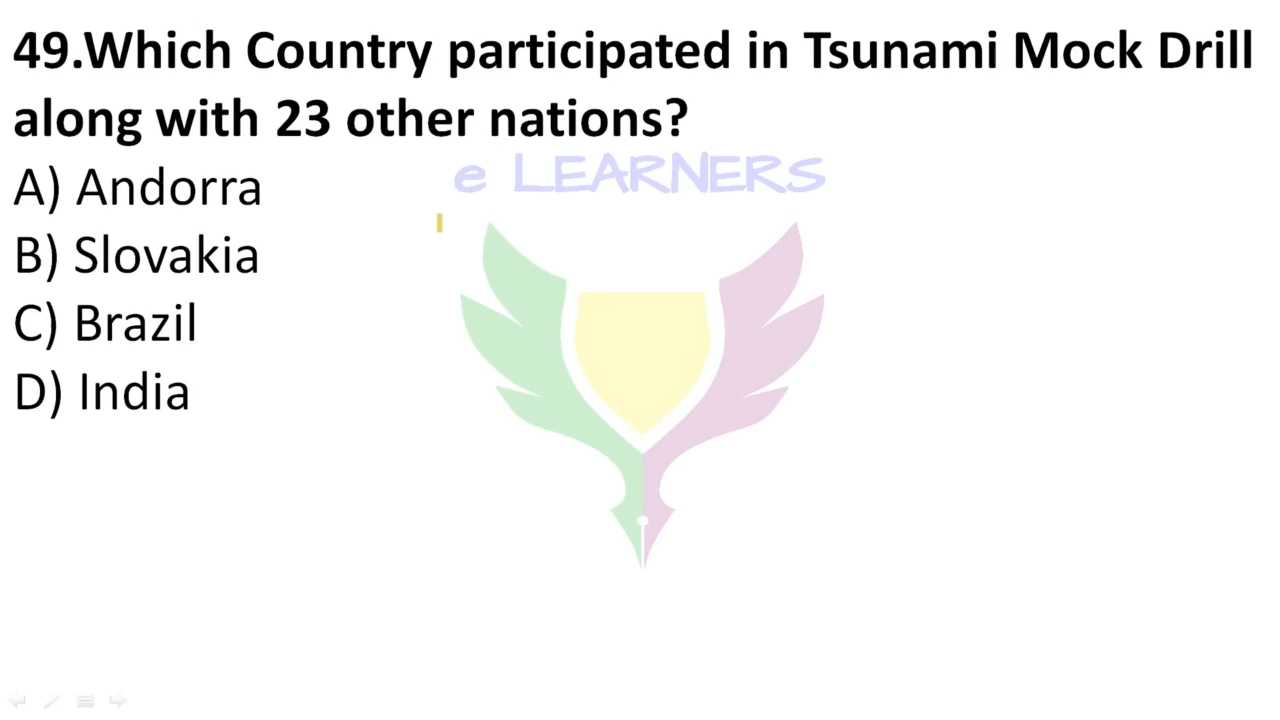 49.Which Country participated in Tsunami Mock Drill
along with 23 other nations?
e LEARNERS
A) Andorra
B) Slovakia
C) Brazil
D) India